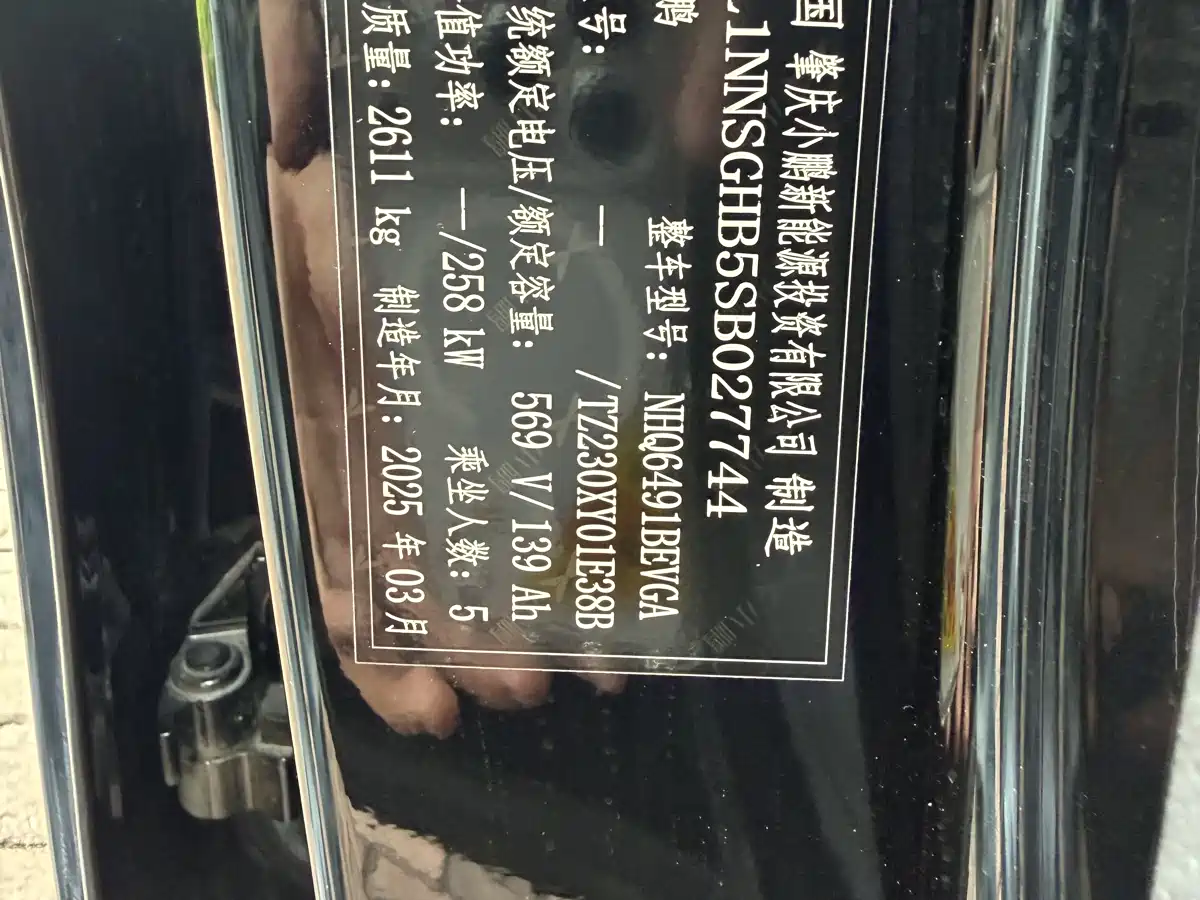 国 肇庆小鹏新能源投资有限公司 制造
L1NNSGHB5SB027744
鹏 整车型号: NHQ6491BEVGA
号: — /TZ230XY01E38B
统额定电压/额定容量: 569 V/139 Ah
值功率: —/258 kW 乘坐人数: 5
质量: 2611 kg 制造年月: 2025 年 03 月